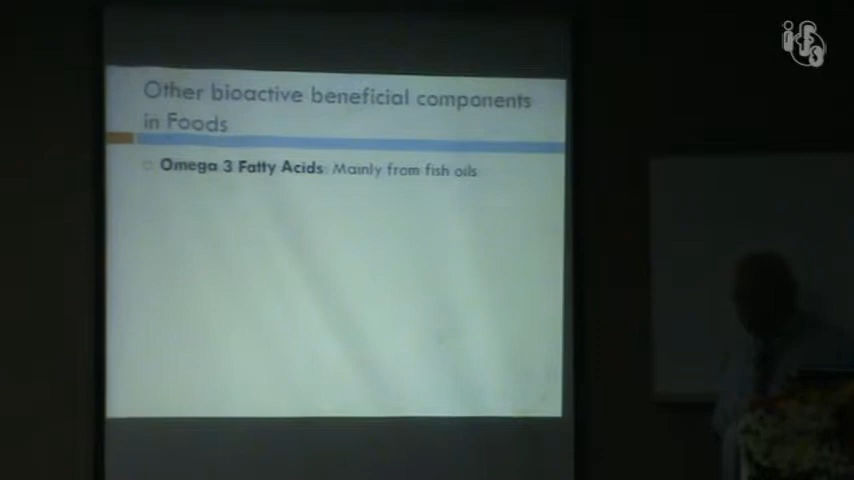 Other bioactive beneficial components
in Foods
Omega 3 Fatty Acids: Mainly from fish oils